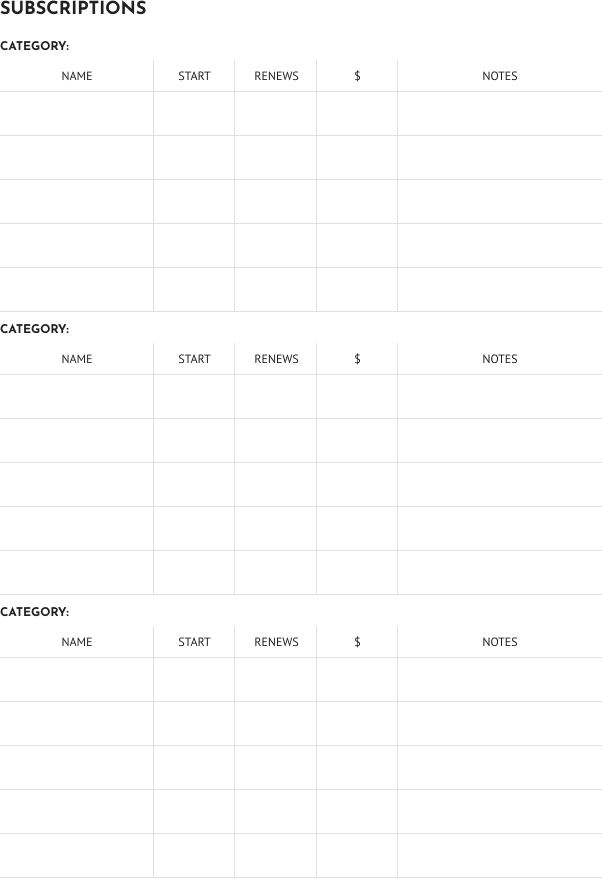 SUBSCRIPTIONS
CATEGORY:
NAME START RENEWS $ NOTES
CATEGORY:
NAME START RENEWS $ NOTES
CATEGORY:
NAME START RENEWS $ NOTES